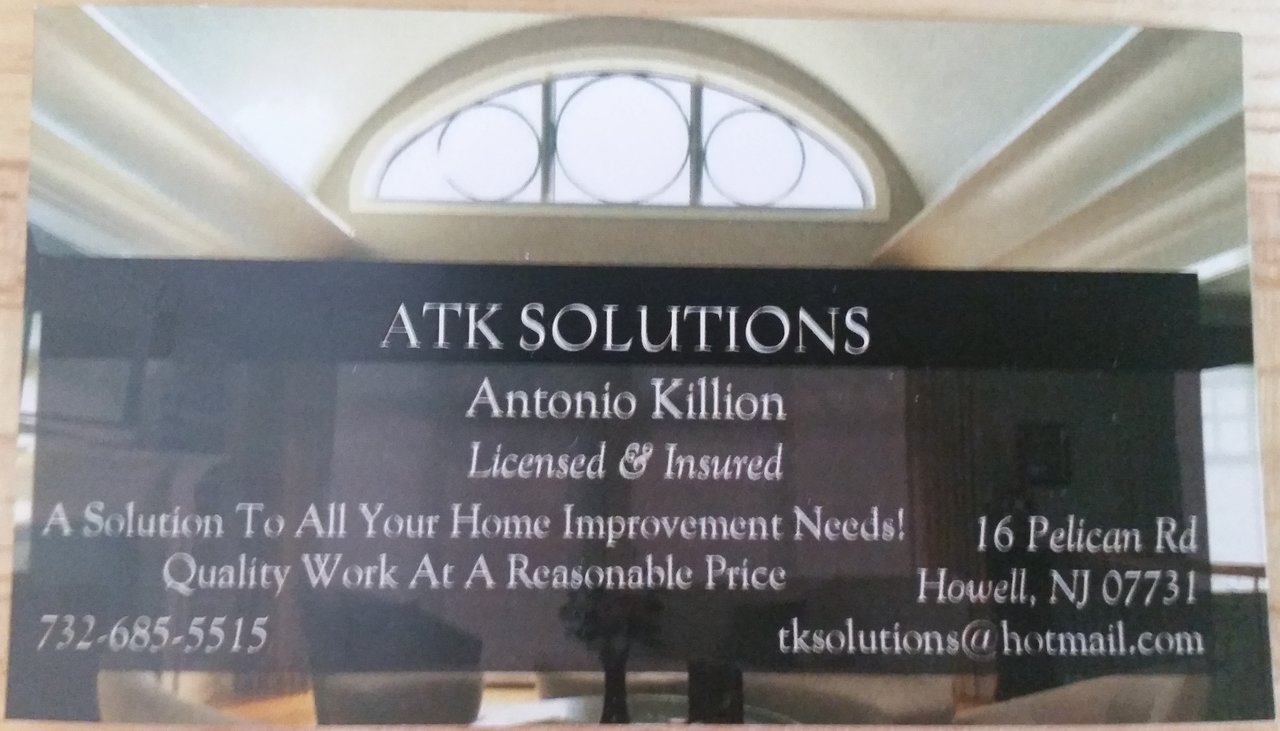 ATK SOLUTIONS
Antonio Killion
Licensed & Insured
A Solution To All Your Home Improvement Needs!
Quality Work At A Reasonable Price
732-685-5515
16 Pelican Rd
Howell, NJ 07731
tksolutions@hotmail.com